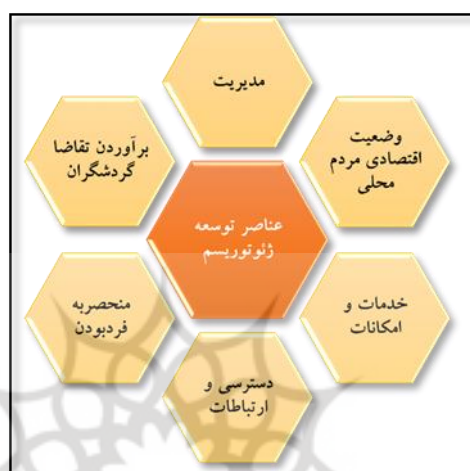 مدیریت
وضعیت
اقتصادی مردم
محلی
برآوردن تقاضا
گردشگران
عناصر توسعه
ژئوتوریسم
خدمات و
امکانات
منحصربه
فردبودن
دسترسی و
ارتباطات